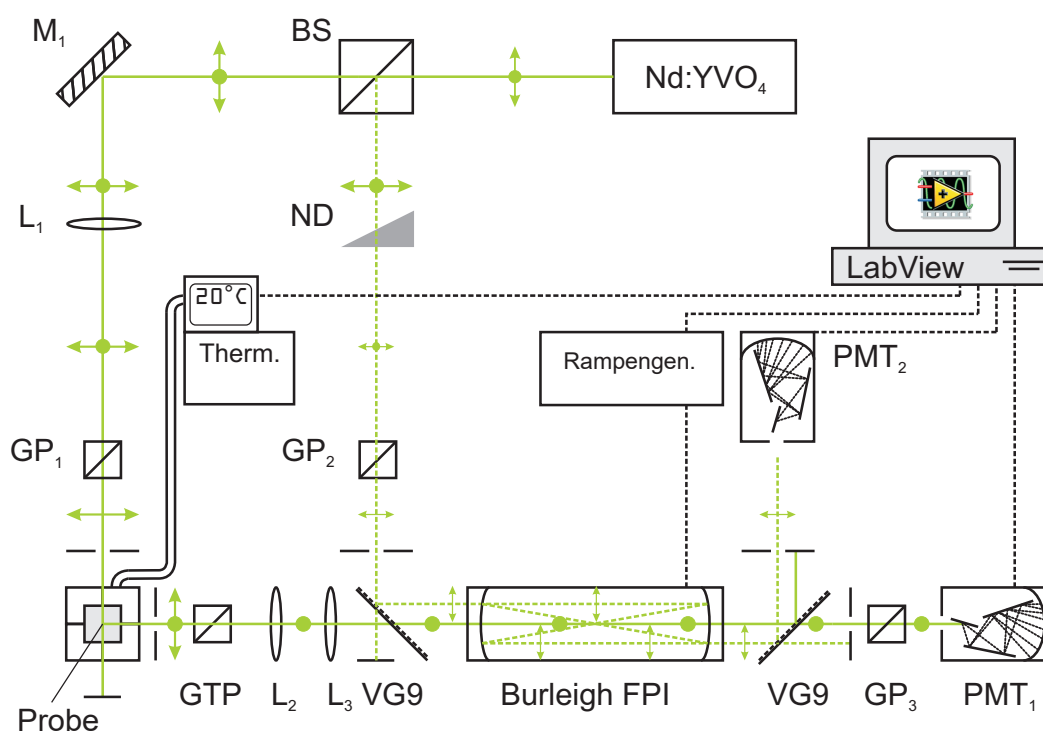 M₁
BS
Nd:YVO₄
L₁
ND
LabView
20°C
Therm.
Rampengen.
PMT₂
GP₁
GP₂
GTP
L₂
L₃
VG9
Burleigh FPI
VG9
GP₃
PMT₁
Probe